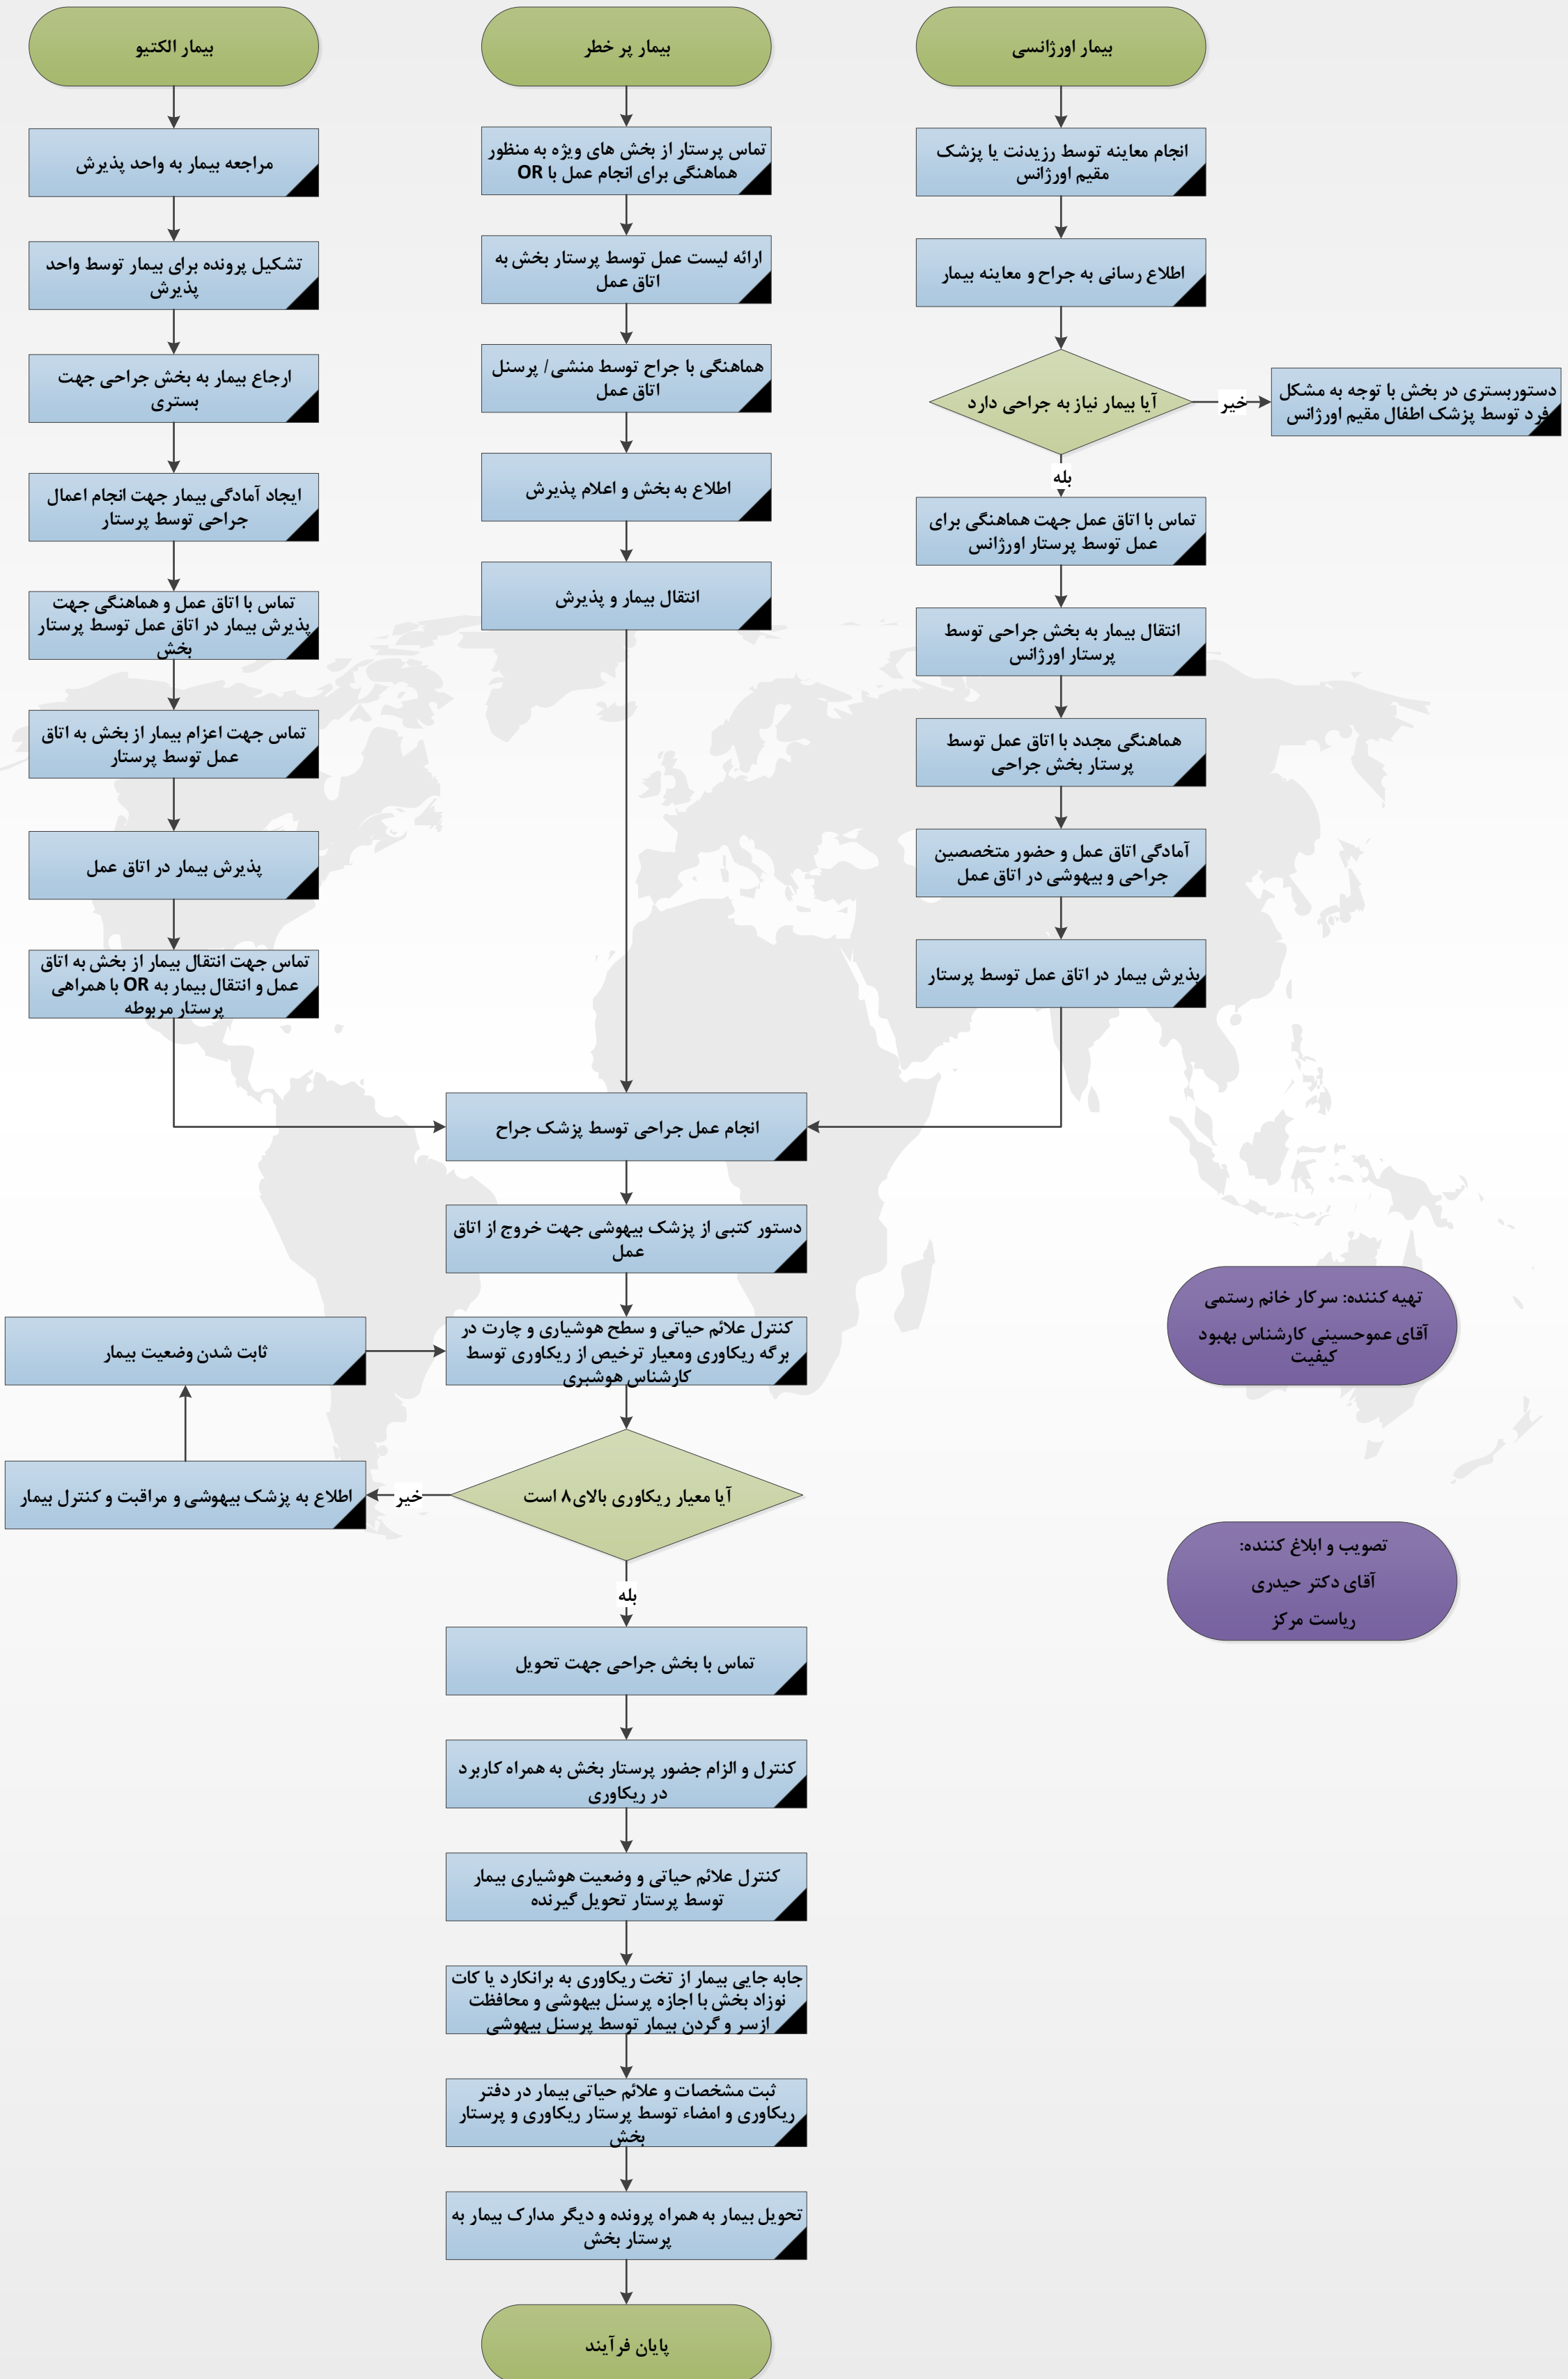 بیمار اورژانسی
انجام معاینه توسط رزیدنت یا پزشک
مقیم اورژانس
اطلاع رسانی به جراح و معاینه بیمار
آیا بیمار نیاز به جراحی دارد
خیر
دستوربستری در بخش با توجه به مشکل
فرد توسط پزشک اطفال مقیم اورژانس
بله
تماس با اتاق عمل جهت هماهنگی برای
عمل توسط پرستار اورژانس
انتقال بیمار به بخش جراحی توسط
پرستار اورژانس
هماهنگی مجدد با اتاق عمل توسط
پرستار بخش جراحی
آمادگی اتاق عمل و حضور متخصصین
جراحی و بیهوشی در اتاق عمل
پذیرش بیمار در اتاق عمل توسط پرستار
بیمار پر خطر
تماس پرستار از بخش های ویژه به منظور
هماهنگی برای انجام عمل با OR
ارائه لیست عمل توسط پرستار بخش به
اتاق عمل
هماهنگی با جراح توسط منشی/ پرسنل
اتاق عمل
اطلاع به بخش و اعلام پذیرش
انتقال بیمار و پذیرش
بیمار الکتیو
مراجعه بیمار به واحد پذیرش
تشکیل پرونده برای بیمار توسط واحد
پذیرش
ارجاع بیمار به بخش جراحی جهت
بستری
ایجاد آمادگی بیمار جهت انجام اعمال
جراحی توسط پرستار
تماس با اتاق عمل و هماهنگی جهت
پذیرش بیمار در اتاق عمل توسط پرستار
بخش
تماس جهت اعزام بیمار از بخش به اتاق
عمل توسط پرستار
پذیرش بیمار در اتاق عمل
تماس جهت انتقال بیمار از بخش به اتاق
عمل و انتقال بیمار به OR با همراهی
پرستار مربوطه
انجام عمل جراحی توسط پزشک جراح
دستور کتبی از پزشک بیهوشی جهت خروج از اتاق
عمل
کنترل علائم حیاتی و سطح هوشیاری و چارت در
برگه ریکاوری ومعیار ترخیص از ریکاوری توسط
کارشناس هوشبری
آیا معیار ریکاوری بالای۸ است
خیر
اطلاع به پزشک بیهوشی و مراقبت و کنترل بیمار
ثابت شدن وضعیت بیمار
بله
تماس با بخش جراحی جهت تحویل
کنترل و الزام جضور پرستار بخش به همراه کاربرد
در ریکاوری
کنترل علائم حیاتی و وضعیت هوشیاری بیمار
توسط پرستار تحویل گیرنده
جابه جایی بیمار از تخت ریکاوری به برانکارد یا کات
نوزاد بخش با اجازه پرسنل بیهوشی و محافظت
ازسر و گردن بیمار توسط پرسنل بیهوشی
ثبت مشخصات و علائم حیاتی بیمار در دفتر
ریکاوری و امضاء توسط پرستار ریکاوری و پرستار
بخش
تحویل بیمار به همراه پرونده و دیگر مدارک بیمار به
پرستار بخش
پایان فرآیند
تهیه کننده: سرکار خانم رستمی
آقای عموحسینی کارشناس بهبود
کیفیت
تصویب و ابلاغ کننده:
آقای دکتر حیدری
ریاست مرکز